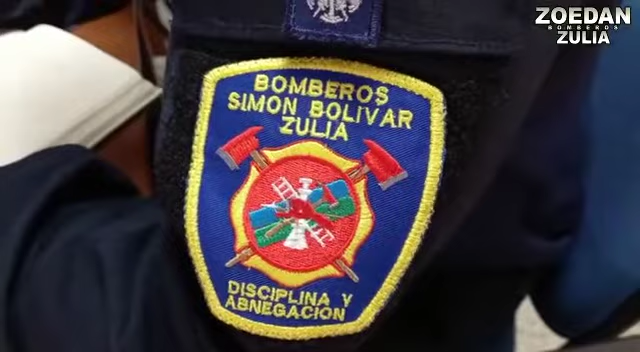 ZOEDAN
BOMBEROS
ZULIA
BOMBEROS
SIMON BOLIVAR
ZULIA
DISCIPLINA Y
ABNEGACION